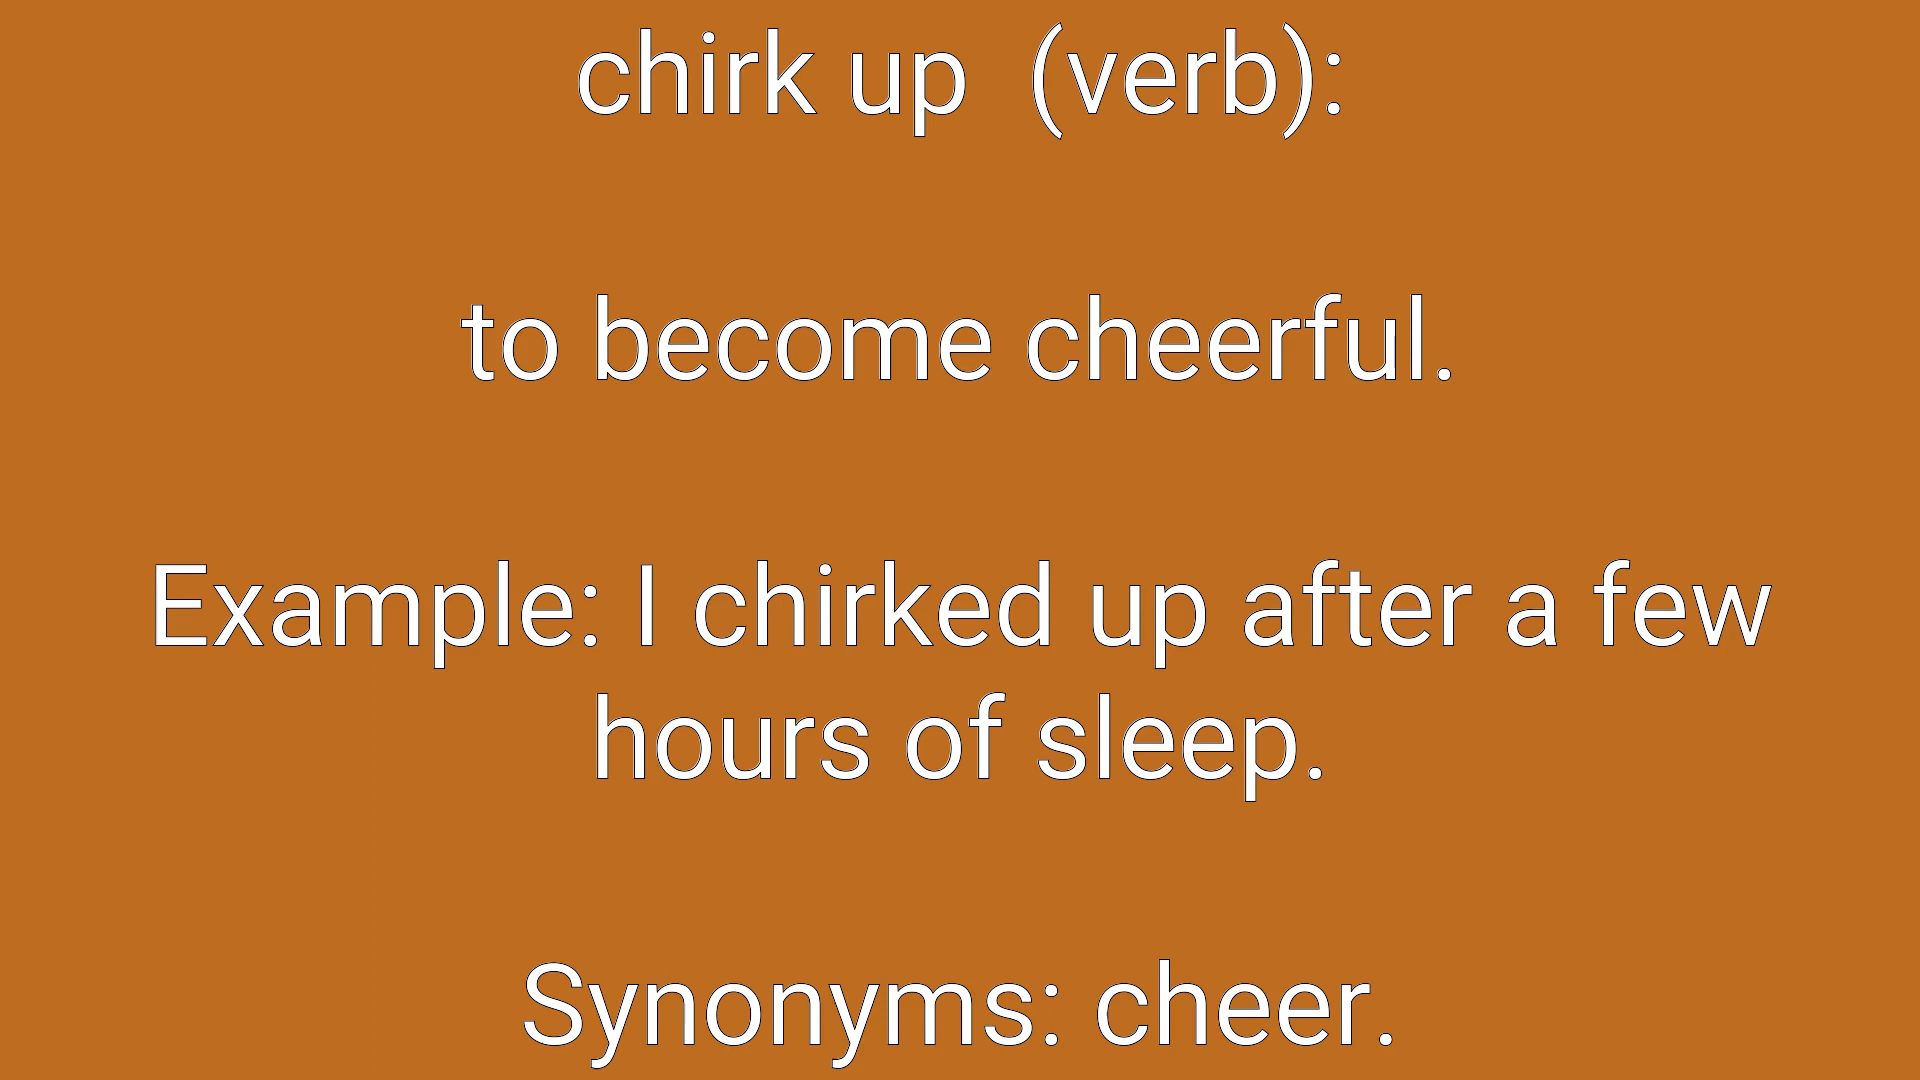 chirk up  (verb):
to become cheerful.
Example: I chirked up after a few
hours of sleep.
Synonyms: cheer.